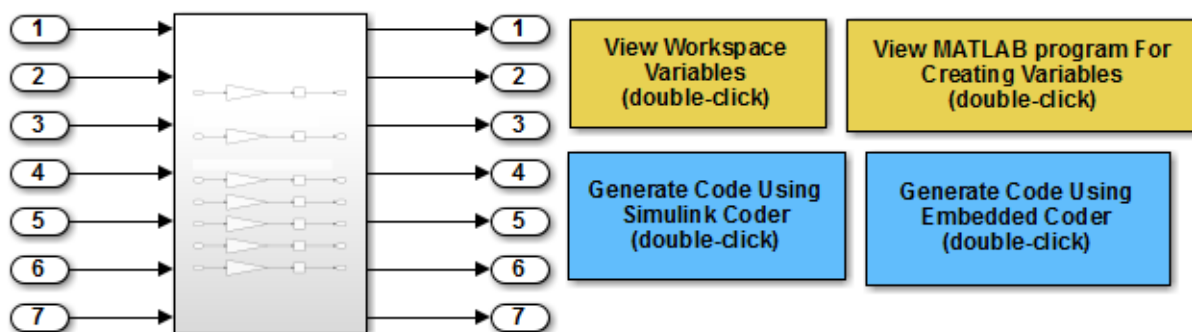 1
2
3
4
5
6
7
1
2
3
4
5
6
7
View Workspace
Variables
(double-click)
View MATLAB program For
Creating Variables
(double-click)
Generate Code Using
Simulink Coder
(double-click)
Generate Code Using
Embedded Coder
(double-click)